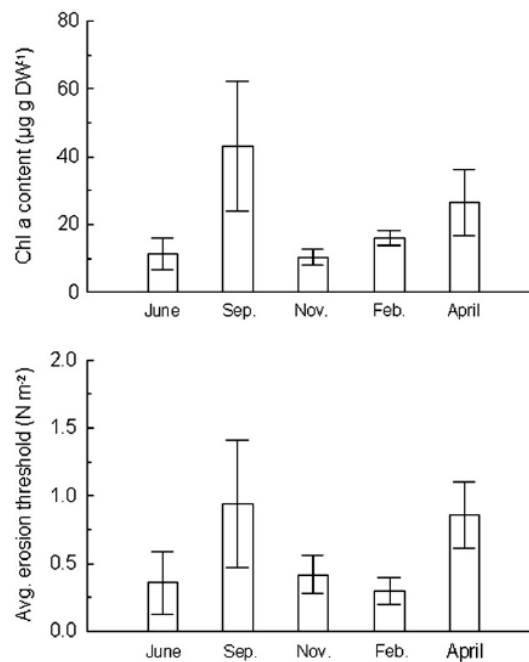 Chl a content (µg g DW⁻¹)
80
60
40
20
0
June Sep. Nov. Feb. April
Avg. erosion threshold (N m⁻²)
2.0
1.5
1.0
0.5
0.0
June Sep. Nov. Feb. April